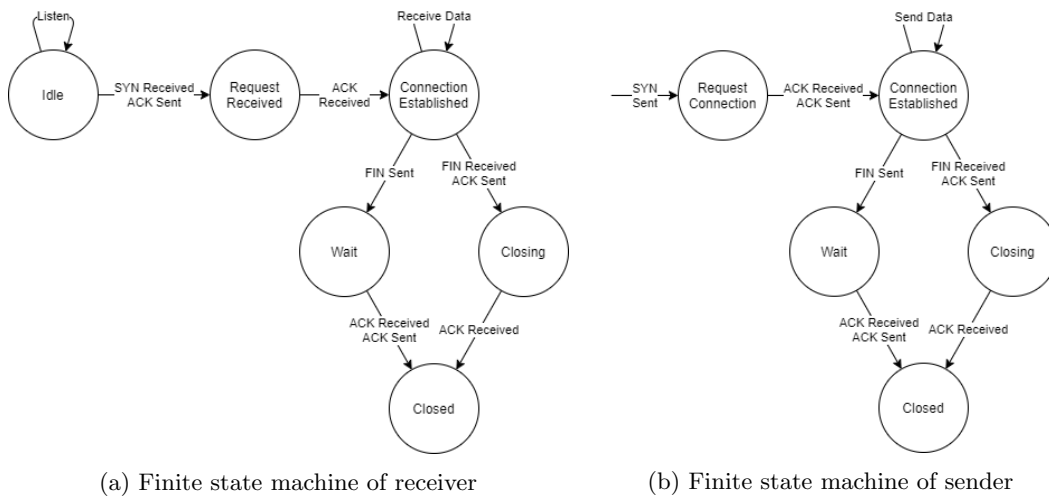 Listen
Idle
SYN Received
ACK Sent
Request
Received
ACK
Received
Receive Data
Connection
Established
FIN Sent
FIN Received
ACK Sent
Wait
Closing
ACK Received
ACK Sent
ACK Received
Closed
(a) Finite state machine of receiver
SYN
Sent
Request
Connection
ACK Received
ACK Sent
Send Data
Connection
Established
FIN Sent
FIN Received
ACK Sent
Wait
Closing
ACK Received
ACK Sent
ACK Received
Closed
(b) Finite state machine of sender